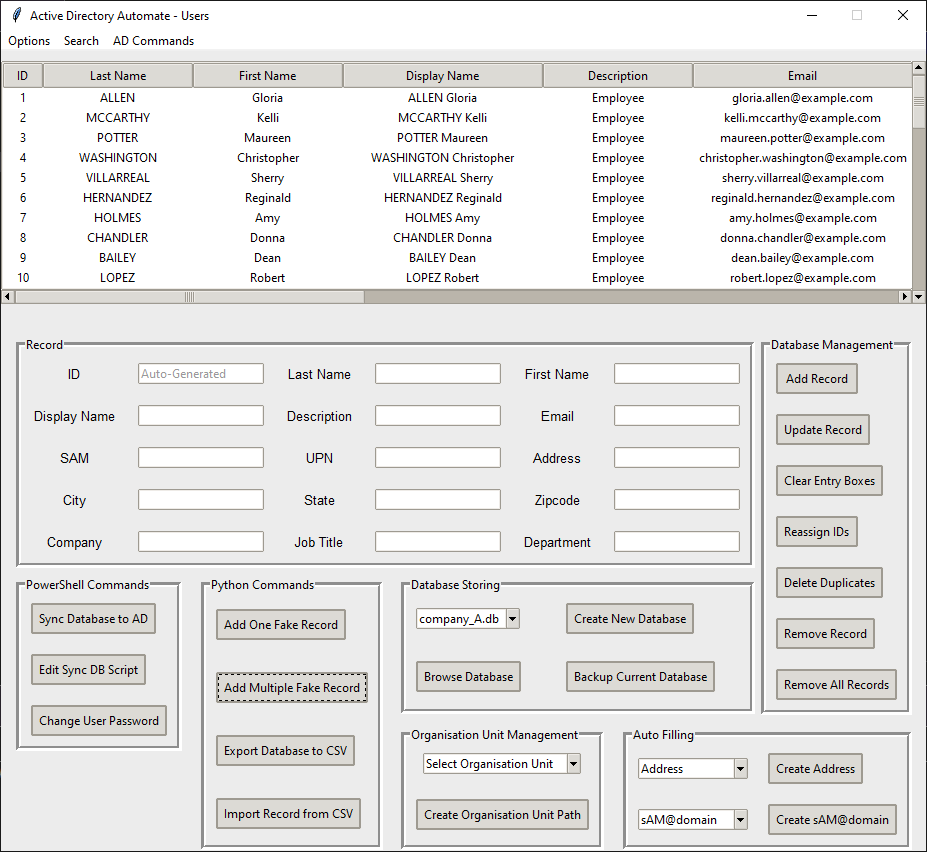 Active Directory Automate - Users
Options Search AD Commands
ID Last Name First Name Display Name Description Email
1 ALLEN Gloria ALLEN Gloria Employee gloria.allen@example.com
2 MCCARTHY Kelli MCCARTHY Kelli Employee kelli.mccarthy@example.com
3 POTTER Maureen POTTER Maureen Employee maureen.potter@example.com
4 WASHINGTON Christopher WASHINGTON Christopher Employee christopher.washington@example.com
5 VILLARREAL Sherry VILLARREAL Sherry Employee sherry.villarreal@example.com
6 HERNANDEZ Reginald HERNANDEZ Reginald Employee reginald.hernandez@example.com
7 HOLMES Amy HOLMES Amy Employee amy.holmes@example.com
8 CHANDLER Donna CHANDLER Donna Employee donna.chandler@example.com
9 BAILEY Dean BAILEY Dean Employee dean.bailey@example.com
10 LOPEZ Robert LOPEZ Robert Employee robert.lopez@example.com
Record
ID Auto-Generated Last Name First Name
Display Name Description Email
SAM UPN Address
City State Zipcode
Company Job Title Department
Database Management
Add Record
Update Record
Clear Entry Boxes
Reassign IDs
Delete Duplicates
Remove Record
Remove All Records
PowerShell Commands
Sync Database to AD
Edit Sync DB Script
Change User Password
Python Commands
Add One Fake Record
Add Multiple Fake Record
Export Database to CSV
Import Record from CSV
Database Storing
company_A.db Create New Database
Browse Database Backup Current Database
Organisation Unit Management
Select Organisation Unit
Create Organisation Unit Path
Auto Filling
Address Create Address
sAM@domain Create sAM@domain